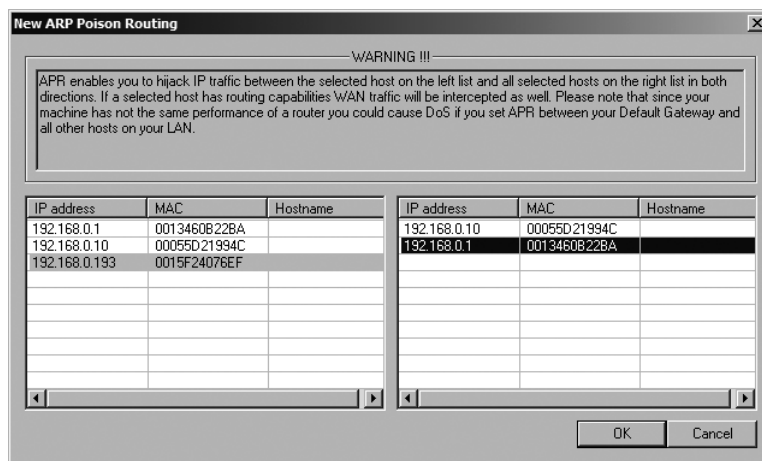 New ARP Poison Routing
WARNING !!!
APR enables you to hijack IP traffic between the selected host on the left list and all selected hosts on the right list in both
directions. If a selected host has routing capabilities WAN traffic will be intercepted as well. Please note that since your
machine has not the same performance of a router you could cause DoS if you set APR between your Default Gateway and
all other hosts on your LAN.
IP address MAC Hostname
192.168.0.1 0013460B22BA
192.168.0.10 00055D21994C
192.168.0.193 0015F24076EF
IP address MAC Hostname
192.168.0.10 00055D21994C
192.168.0.1 0013460B22BA
OK Cancel